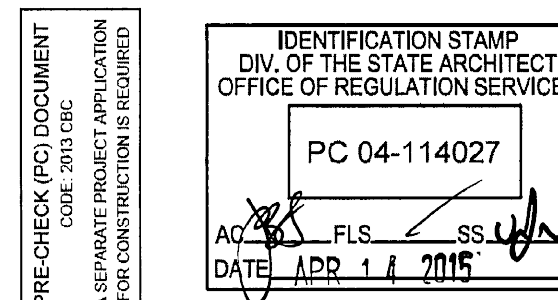 PRE-CHECK (PC) DOCUMENT
CODE: 2013 CBC
A SEPARATE PROJECT APPLICATION
FOR CONSTRUCTION IS REQUIRED
IDENTIFICATION STAMP
DIV. OF THE STATE ARCHITECT
OFFICE OF REGULATION SERVICE
PC 04-114027
AC FLS SS
DATE APR 14 2015